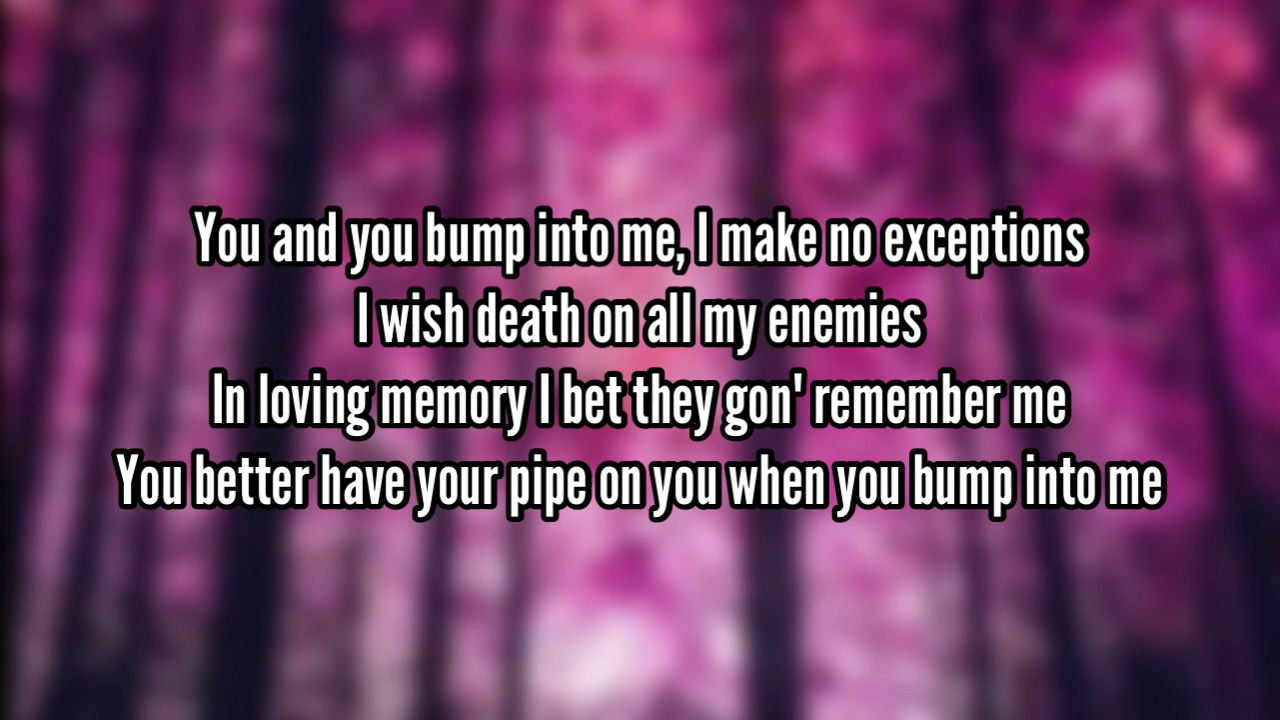 You and you bump into me, I make no exceptions
I wish death on all my enemies
In loving memory I bet they gon' remember me
You better have your pipe on you when you bump into me